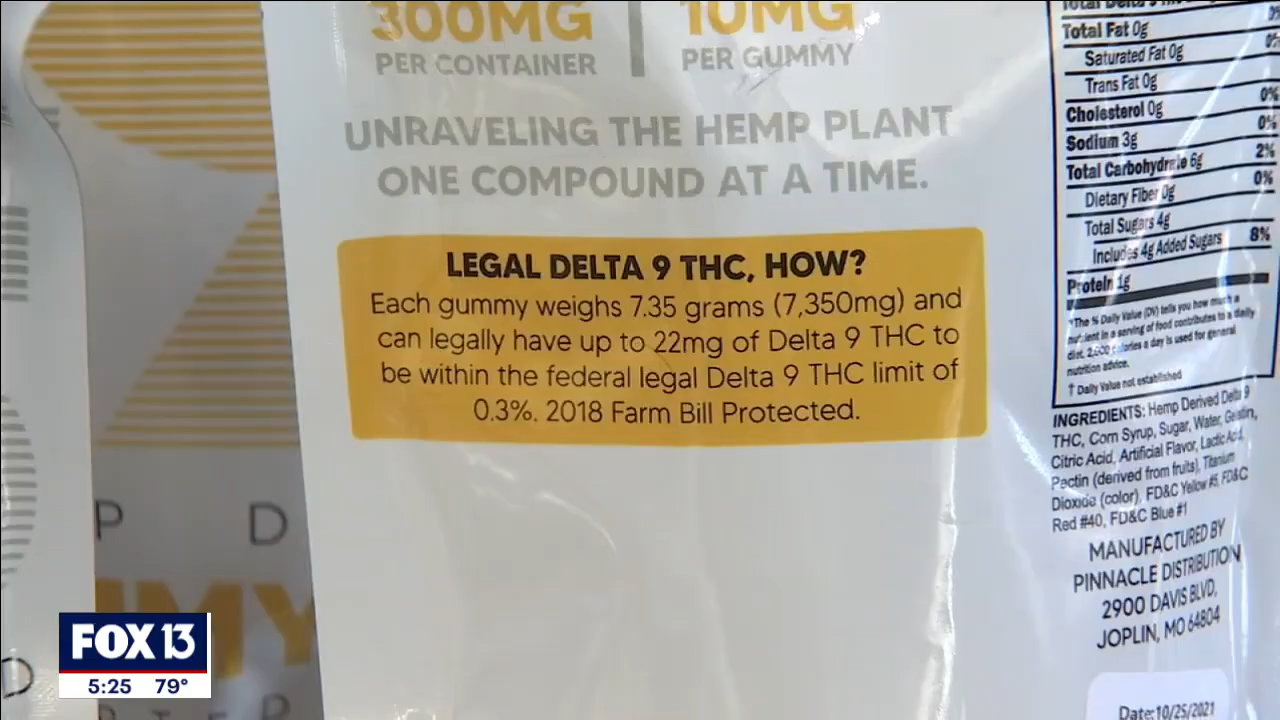 300MG
PER CONTAINER
10MG
PER GUMMY
UNRAVELING THE HEMP PLANT
ONE COMPOUND AT A TIME.
LEGAL DELTA 9 THC, HOW?
Each gummy weighs 7.35 grams (7,350mg) and
can legally have up to 22mg of Delta 9 THC to
be within the federal legal Delta 9 THC limit of
0.3%. 2018 Farm Bill Protected.
Total Fat 0g 0%
Saturated Fat 0g 0%
Trans Fat 0g
Cholesterol 0g 0%
Sodium 3g 0%
Total Carbohydrate 6g 2%
Dietary Fiber 0g 0%
Total Sugars 4g
Includes 4g Added Sugars 8%
Protein 1g
*The % Daily Value (DV) tells you how much a
nutrient in a serving of food contributes to a daily
diet. 2,000 calories a day is used for general
nutrition advice.
† Daily Value not established
INGREDIENTS: Hemp Derived Delta 9
THC, Corn Syrup, Sugar, Water, Gelatin,
Citric Acid, Artificial Flavor, Lactic Acid,
Pectin (derived from fruits), Titanium
Dioxide (color), FD&C Yellow #5, FD&C
Red #40, FD&C Blue #1
MANUFACTURED BY
PINNACLE DISTRIBUTION
2900 DAVIS BLVD,
JOPLIN, MO 64804
Date:10/25/2021
P D
MY
D
FOX 13
5:25 79°